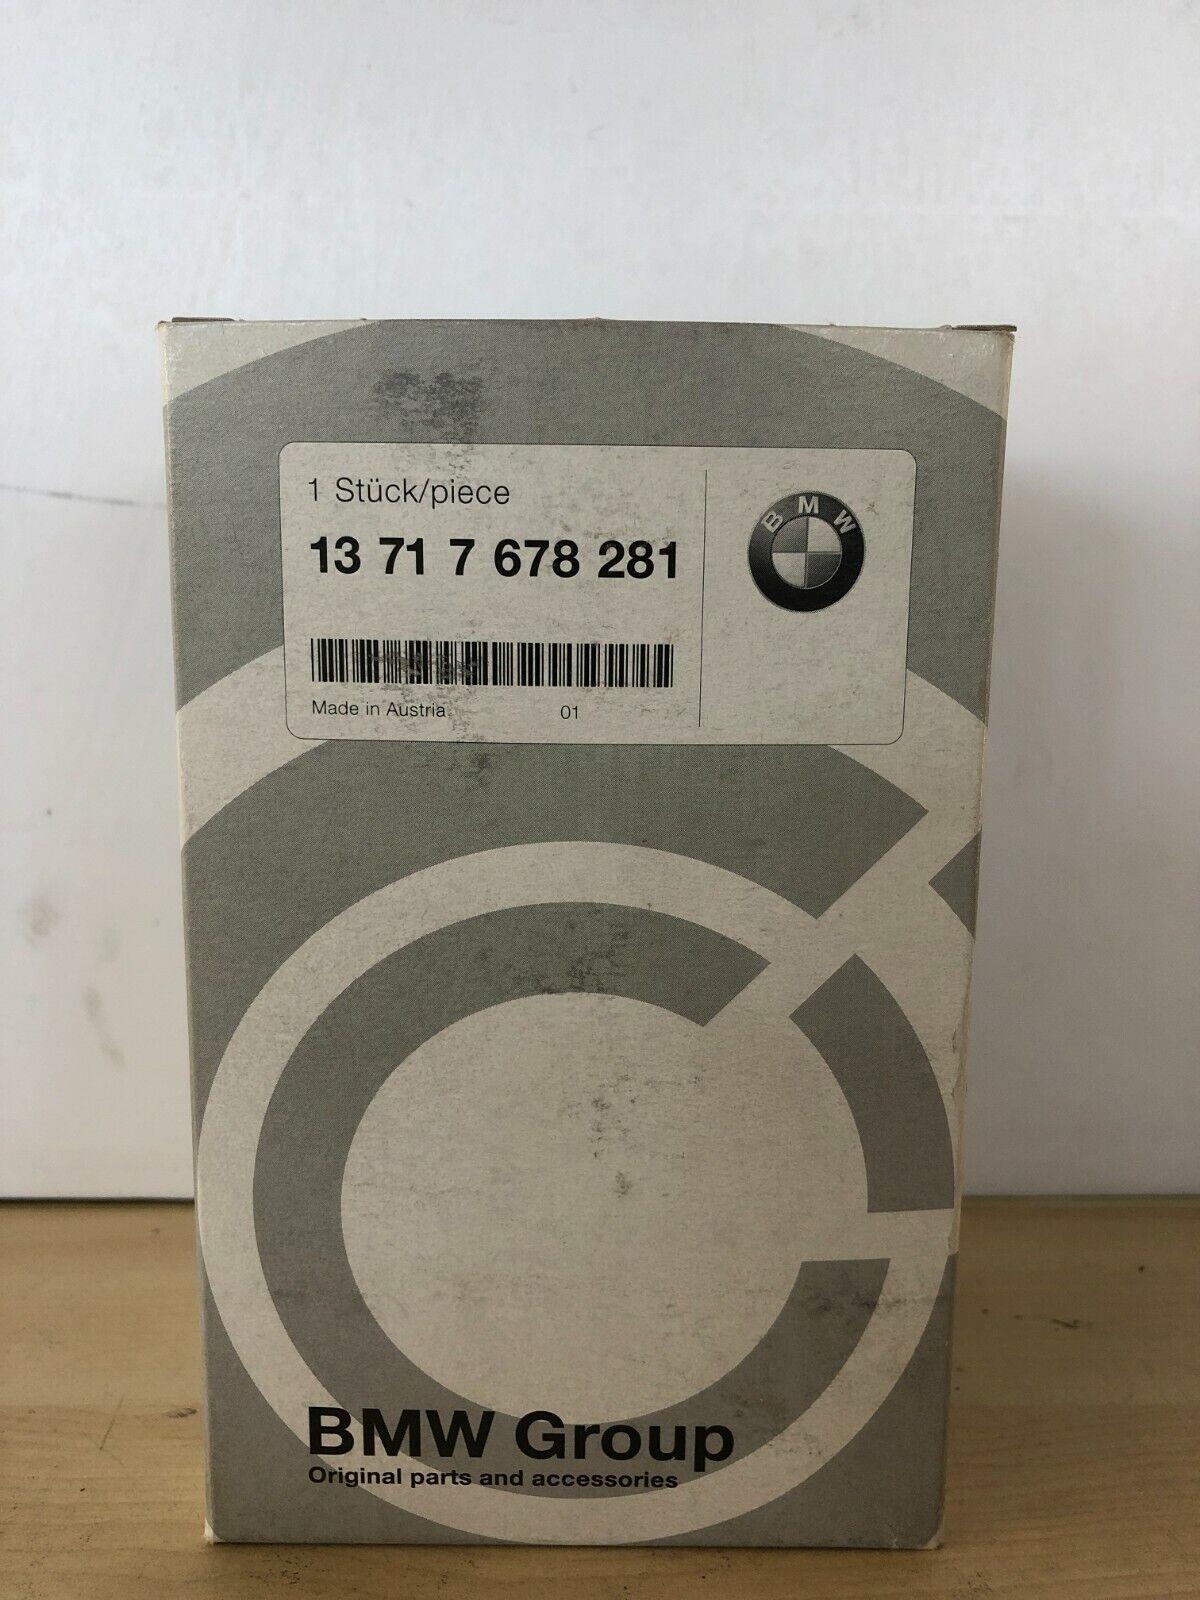 1 Stück/piece
13 71 7 678 281
BMW
Made in Austria 01
BMW Group
Original parts and accessories